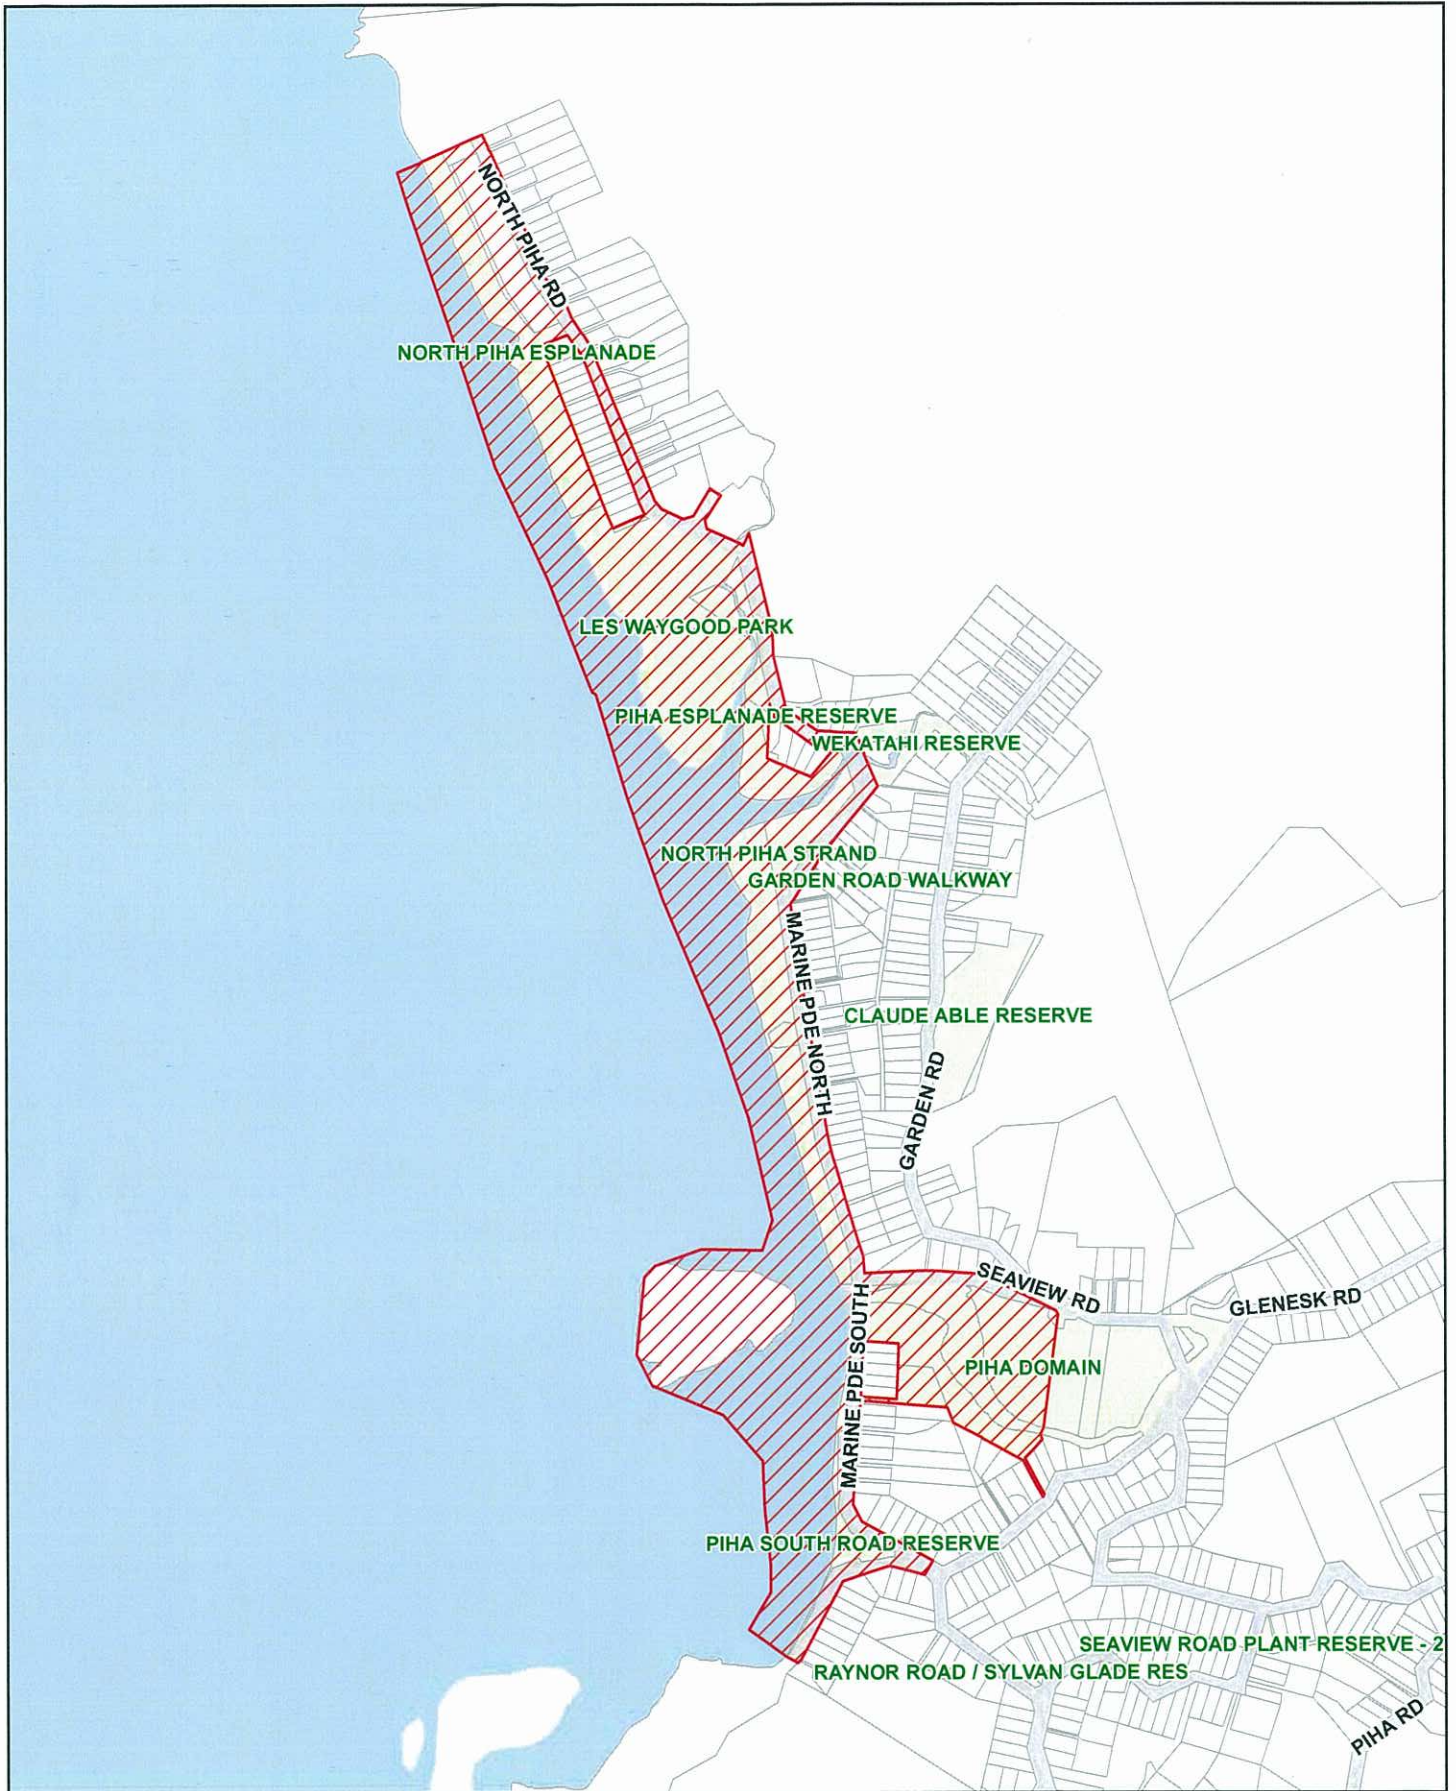 NORTH PIHA RD
NORTH PIHA ESPLANADE
LES WAYGOOD PARK
PIHA ESPLANADE RESERVE
WEKATAHI RESERVE
NORTH PIHA STRAND
GARDEN ROAD WALKWAY
MARINE PDE NORTH
CLAUDE ABLE RESERVE
GARDEN RD
SEAVIEW RD
GLENESK RD
MARINE PDE SOUTH
PIHA DOMAIN
PIHA SOUTH ROAD RESERVE
SEAVIEW ROAD PLANT RESERVE - 2
RAYNOR ROAD / SYLVAN GLADE RES
PIHA RD